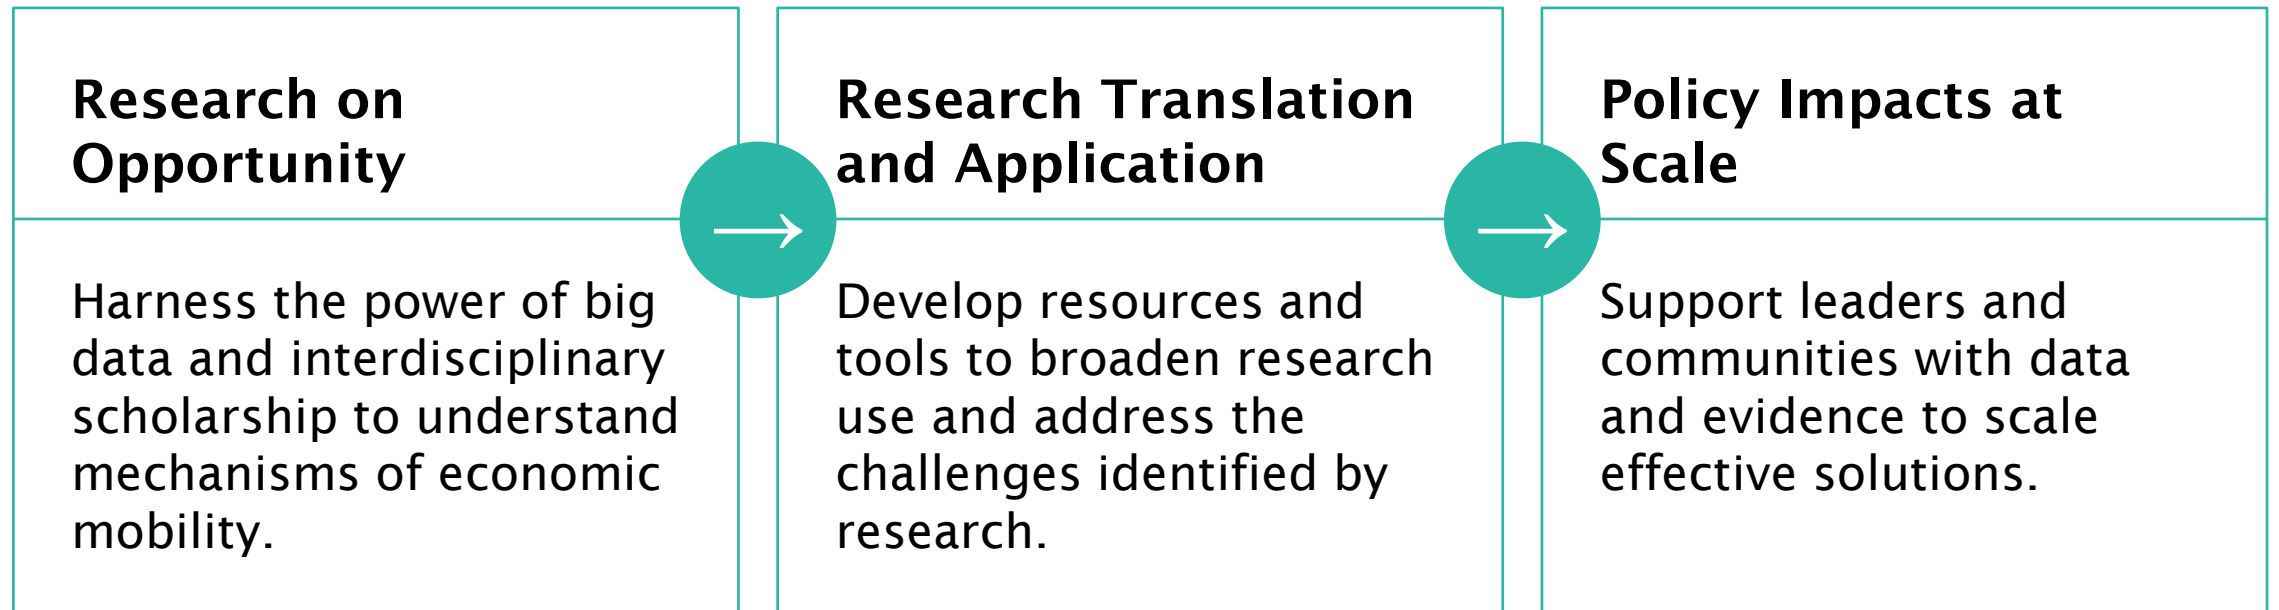 Research on
Opportunity
Harness the power of big
data and interdisciplinary
scholarship to understand
mechanisms of economic
mobility.
→
Research Translation
and Application
Develop resources and
tools to broaden research
use and address the
challenges identified by
research.
→
Policy Impacts at
Scale
Support leaders and
communities with data
and evidence to scale
effective solutions.